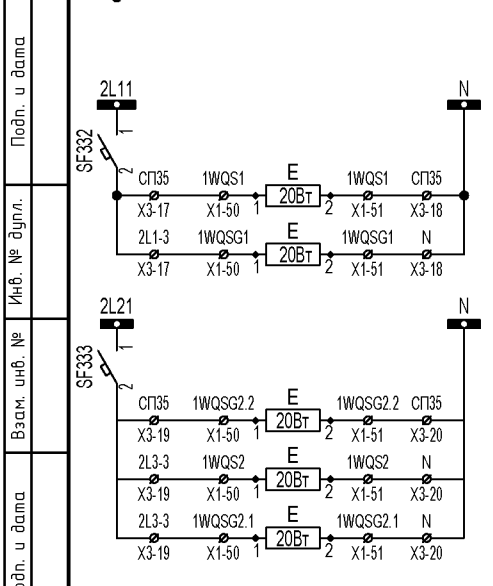 2L11 N
SF332 1 2
СП35 1WQS1 E 1WQS1 СП35
20Вт
X3-17 X1-50 1 2 X1-51 X3-18
2L1-3 1WQSG1 E 1WQSG1 N
20Вт
X3-17 X1-50 1 2 X1-51 X3-18
2L21 N
SF333 1 2
СП35 1WQSG2.2 E 1WQSG2.2 СП35
20Вт
X3-19 X1-50 1 2 X1-51 X3-20
2L3-3 1WQS2 E 1WQS2 N
20Вт
X3-19 X1-50 1 2 X1-51 X3-20
2L3-3 1WQSG2.1 E 1WQSG2.1 N
20Вт
X3-19 X1-50 1 2 X1-51 X3-20
Подп. и дата
Инв. № дупл.
Взам. инв. №
и дата